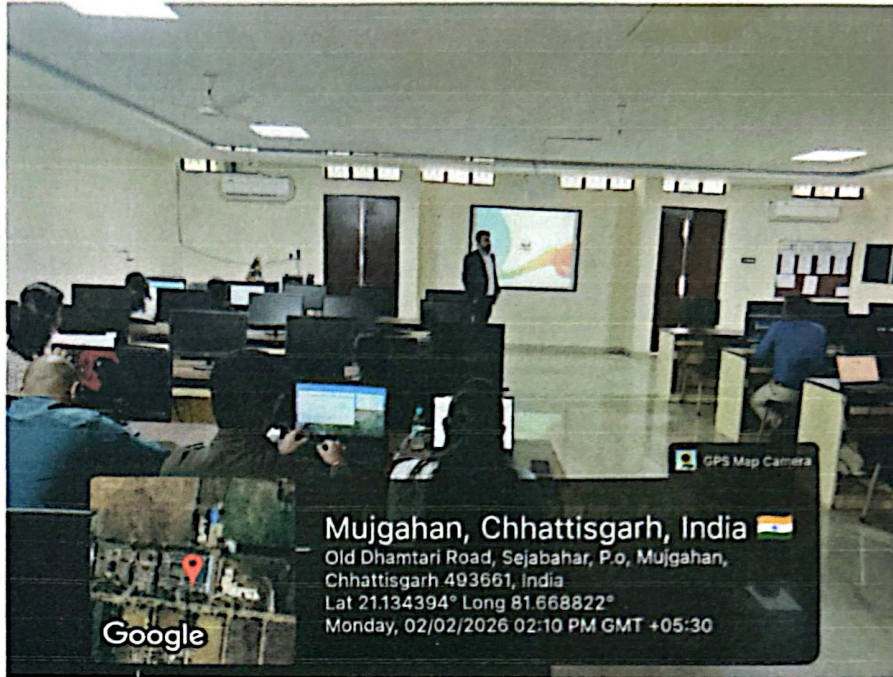 GPS Map Camera
Mujgahan, Chhattisgarh, India
Old Dhamtari Road, Sejabahar, P.o, Mujgahan,
Chhattisgarh 493661, India
Lat 21.134394° Long 81.668822°
Monday, 02/02/2026 02:10 PM GMT +05:30
Google